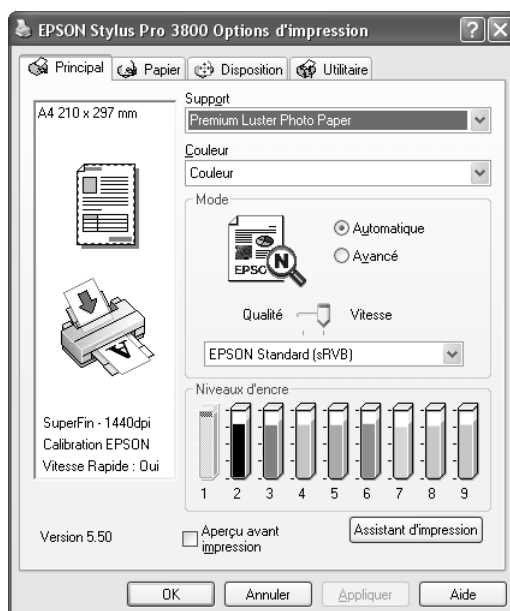 EPSON Stylus Pro 3800 Options d'impression
Principal Papier Disposition Utilitaire
A4 210 x 297 mm
Support
Premium Luster Photo Paper
Couleur
Couleur
Mode
Automatique
Avancé
EPSO N
Qualité Vitesse
EPSON Standard (sRVB)
Niveaux d'encre
1 2 3 4 5 6 7 8 9
A
SuperFin - 1440dpi
Calibration EPSON
Vitesse Rapide : Oui
Version 5.50
Aperçu avant
impression
Assistant d'impression
OK Annuler Appliquer Aide